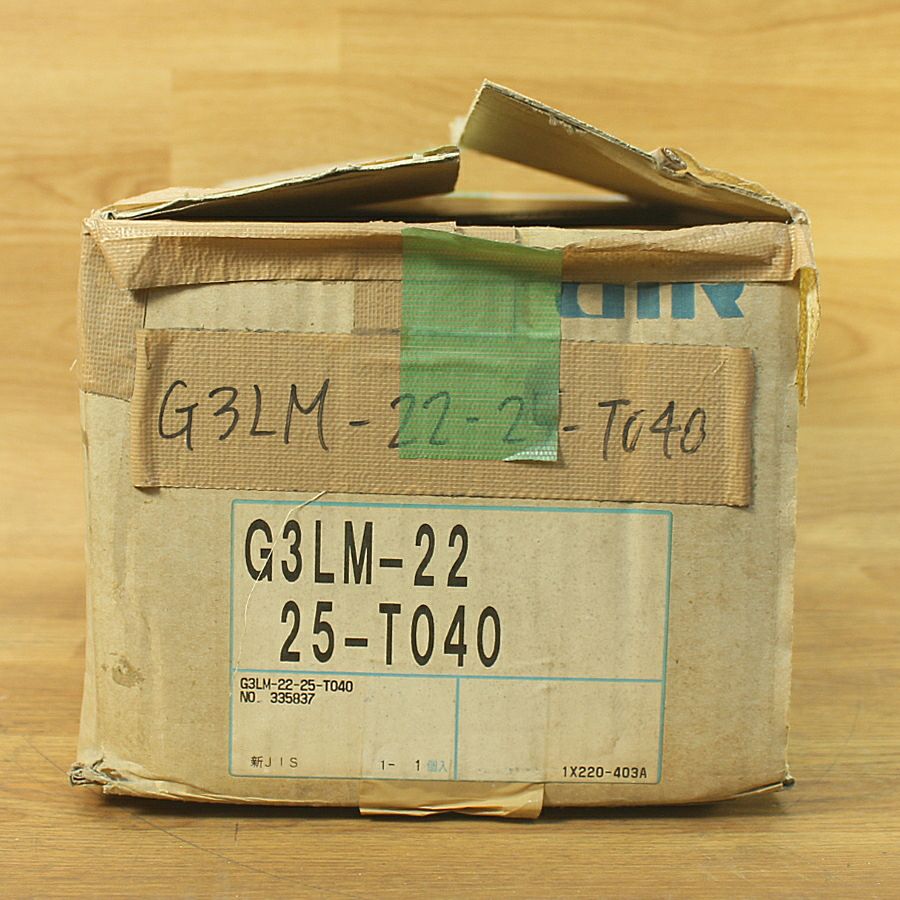 G3LM-22-25-T040
G3LM-22
25-T040
G3LM-22-25-T040
NO. 335837
新JIS 1- 1個入 1X220-403A